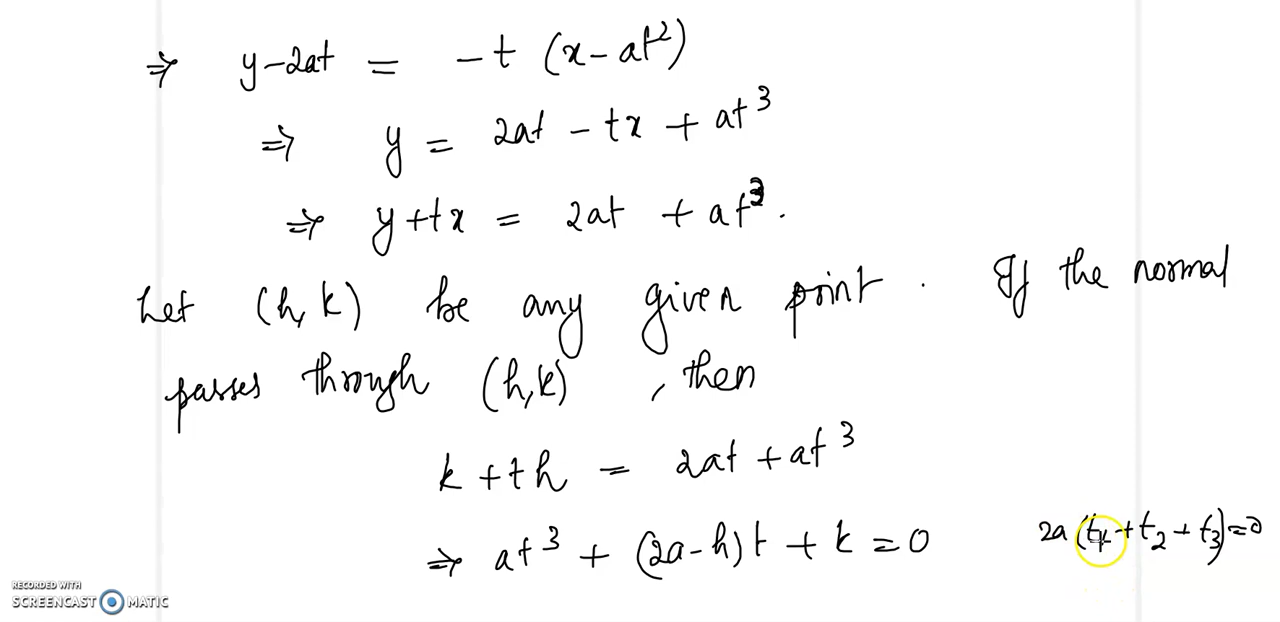 ⇒ y-2at = -t (x-at²)
⇒ y = 2at - tx + at³
⇒ y+tx = 2at + at³.
Let (h, k) be any given point. If the normal
passes through (h,k), then
k + th = 2at + at³
⇒ at³ + (2a-h)t + k = 0
2a (t₁+t₂+t₃)=0
RECORDED WITH
SCREENCAST MATIC